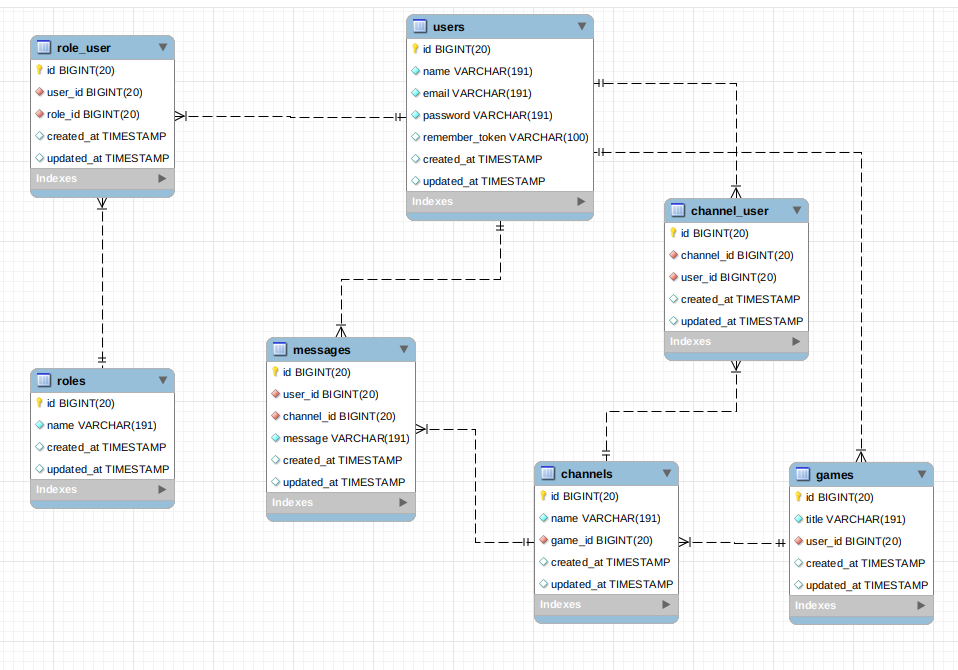 role_user
id BIGINT(20)
user_id BIGINT(20)
role_id BIGINT(20)
created_at TIMESTAMP
updated_at TIMESTAMP
Indexes
users
id BIGINT(20)
name VARCHAR(191)
email VARCHAR(191)
password VARCHAR(191)
remember_token VARCHAR(100)
created_at TIMESTAMP
updated_at TIMESTAMP
Indexes
channel_user
id BIGINT(20)
channel_id BIGINT(20)
user_id BIGINT(20)
created_at TIMESTAMP
updated_at TIMESTAMP
Indexes
roles
id BIGINT(20)
name VARCHAR(191)
created_at TIMESTAMP
updated_at TIMESTAMP
Indexes
messages
id BIGINT(20)
user_id BIGINT(20)
channel_id BIGINT(20)
message VARCHAR(191)
created_at TIMESTAMP
updated_at TIMESTAMP
Indexes
channels
id BIGINT(20)
name VARCHAR(191)
game_id BIGINT(20)
created_at TIMESTAMP
updated_at TIMESTAMP
Indexes
games
id BIGINT(20)
title VARCHAR(191)
user_id BIGINT(20)
created_at TIMESTAMP
updated_at TIMESTAMP
Indexes